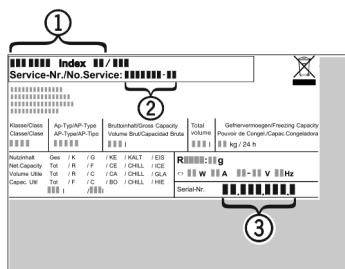 1
Index /
Service-Nr./No.Service: -
2
Klasse/Class Ap-Typ/AP-Type Bruttoinhalt/Gross Capacity Total Gefriervermoegen/Freezing Capacity
Classe/Clase AP-Type/AP-Tipo Volume Brut/Capacidad Bruta volume Pouvoir de Congel./Capac.Congeladora
l l kg / 24 h
Nutzinhalt Ges / K / G / KE / KALT / EIS
Net.Capacity Tot / R / F / CE / CHILL / ICE
Volume Utile Tot / R / C / CA / CHILL / GLA
Capec. Util Tot / F / C / BO / CHILL / HIE
l / l
R : g
W A - V Hz
Serial-Nr. . . .
3